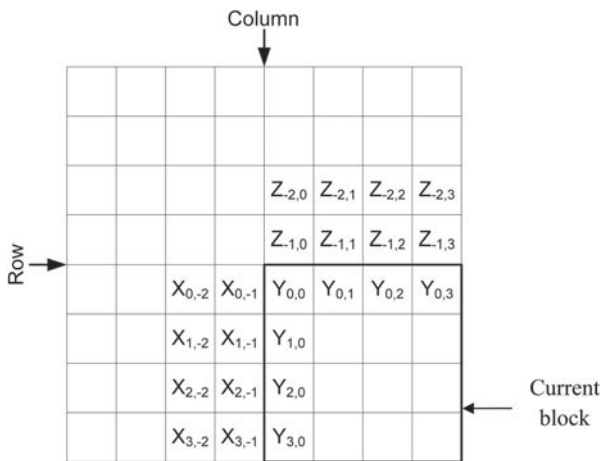 Column
Z-2,0 Z-2,1 Z-2,2 Z-2,3
Z-1,0 Z-1,1 Z-1,2 Z-1,3
Row
X0,-2 X0,-1 Y0,0 Y0,1 Y0,2 Y0,3
X1,-2 X1,-1 Y1,0
X2,-2 X2,-1 Y2,0
X3,-2 X3,-1 Y3,0
Current
block